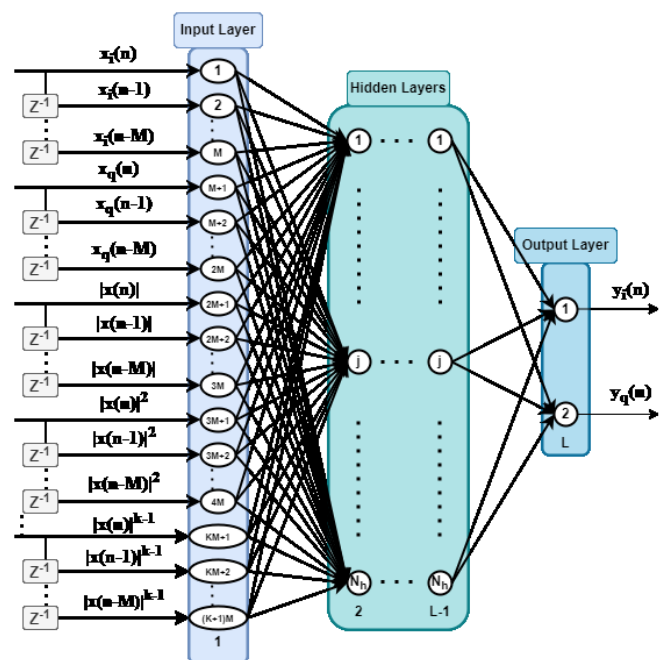 Input Layer
x_i(n)
1
x_i(n-1)
Z^-1
2
x_i(n-M)
Z^-1
M
x_q(n)
M+1
x_q(n-1)
Z^-1
M+2
x_q(n-M)
Z^-1
2M
|x(n)|
2M+1
|x(n-1)|
Z^-1
2M+2
|x(n-M)|
Z^-1
3M
|x(n)|^2
3M+1
|x(n-1)|^2
Z^-1
3M+2
|x(n-M)|^2
Z^-1
4M
|x(n)|^k-1
KM+1
|x(n-1)|^k-1
Z^-1
KM+2
|x(n-M)|^k-1
Z^-1
(K+1)M
1
Hidden Layers
1 1
j j
N_h N_h
2 L-1
Output Layer
1
y_i(n)
2
y_q(n)
L